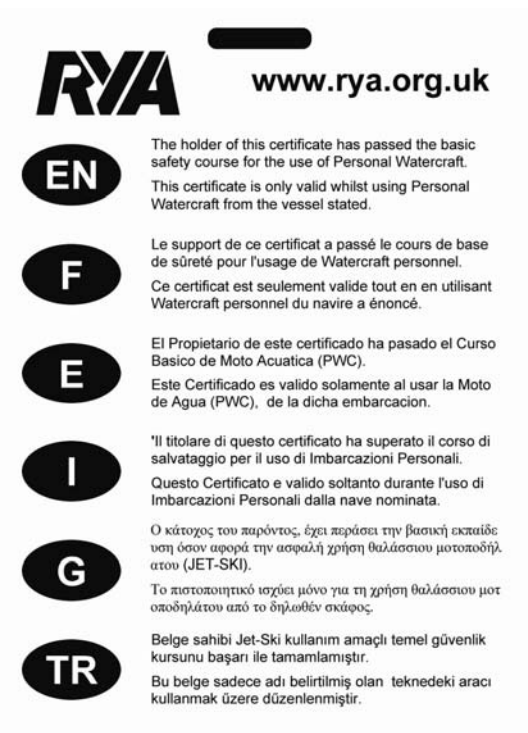 RYA
www.rya.org.uk
EN
The holder of this certificate has passed the basic
safety course for the use of Personal Watercraft.
This certificate is only valid whilst using Personal
Watercraft from the vessel stated.
F
Le support de ce certificat a passé le cours de base
de sûreté pour l'usage de Watercraft personnel.
Ce certificat est seulement valide tout en en utilisant
Watercraft personnel du navire a énoncé.
E
El Propietario de este certificado ha pasado el Curso
Basico de Moto Acuatica (PWC).
Este Certificado es valido solamente al usar la Moto
de Agua (PWC),  de la dicha embarcacion.
I
'Il titolare di questo certificato ha superato il corso di
salvataggio per il uso di Imbarcazioni Personali.
Questo Certificato e valido soltanto durante l'uso di
Imbarcazioni Personali dalla nave nominata.
G
Ο κάτοχος του παρόντος, έχει περάσει την βασική εκπαίδε
υση όσον αφορά την ασφαλή χρήση θαλάσσιου μοτοποδήλ
ατου (JET-SKI).
Το πιστοποιητικό ισχύει μόνο για τη χρήση θαλάσσιου μοτ
οποδηλάτου από το δηλωθέν σκάφος.
TR
Belge sahibi Jet-Ski kullanım amaçlı temel güvenlik
kursunu başarı ile tamamlamıştır.
Bu belge sadece adı belirtilmiş olan  teknedeki aracı
kullanmak üzere düzenlenmiştir.